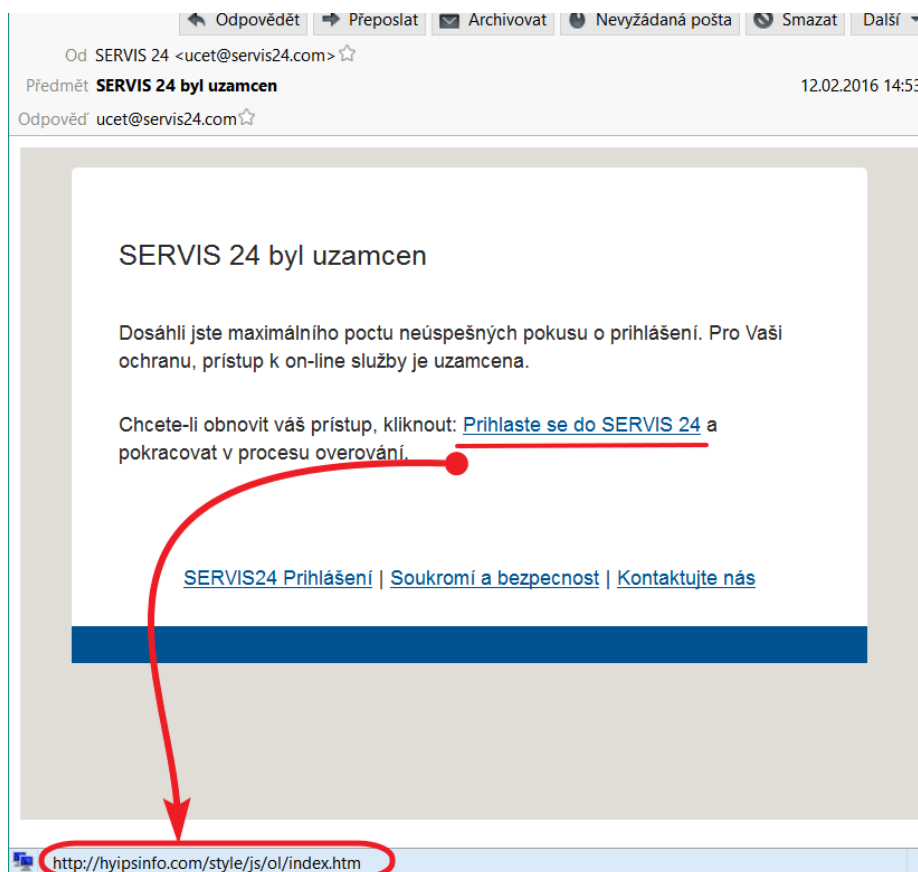 Odpovědět Přeposlat Archivovat Nevyžádaná pošta Smazat Další
Od SERVIS 24 <ucet@servis24.com>
Předmět SERVIS 24 byl uzamcen 12.02.2016 14:53
Odpověď ucet@servis24.com
SERVIS 24 byl uzamcen
Dosáhli jste maximálního poctu neúspešných pokusu o prihlášení. Pro Vaši
ochranu, prístup k on-line služby je uzamcena.
Chcete-li obnovit váš prístup, kliknout: Prihlaste se do SERVIS 24 a
pokracovat v procesu overování.
SERVIS24 Prihlášení | Soukromí a bezpecnost | Kontaktujte nás
http://hyipsinfo.com/style/js/ol/index.htm